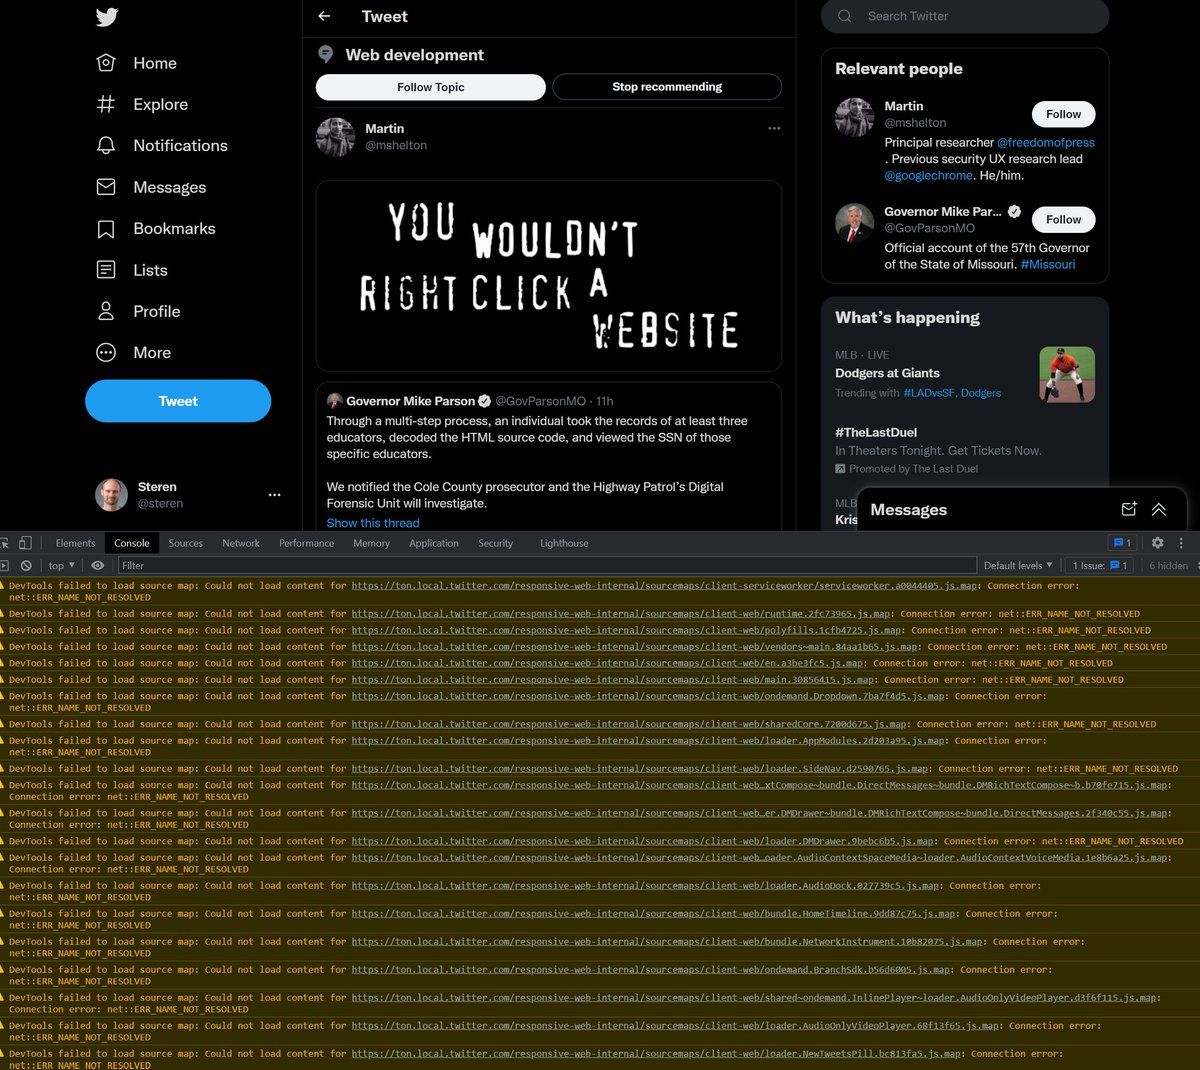 Home
Explore
Notifications
Messages
Bookmarks
Lists
Profile
More
Tweet
Steren
@steren
Tweet
Web development
Follow Topic
Stop recommending
Martin
@mshelton
YOU WOULDN'T
RIGHT CLICK A
WEBSITE
Governor Mike Parson @GovParsonMO · 11h
Through a multi-step process, an individual took the records of at least three
educators, decoded the HTML source code, and viewed the SSN of those
specific educators.
We notified the Cole County prosecutor and the Highway Patrol's Digital
Forensic Unit will investigate.
Show this thread
Search Twitter
Relevant people
Martin
@mshelton
Follow
Principal researcher @freedomofpress
. Previous security UX research lead
@googlechrome. He/him.
Governor Mike Par...
@GovParsonMO
Follow
Official account of the 57th Governor
of the State of Missouri. #Missouri
What's happening
MLB · LIVE
Dodgers at Giants
Trending with #LADvsSF, Dodgers
#TheLastDuel
In Theaters Tonight. Get Tickets Now.
Promoted by The Last Duel
MLB
Kris
Messages
Elements Console Sources Network Performance Memory Application Security Lighthouse 1
top Filter Default levels 1 Issue: 1 6 hidden
DevTools failed to load source map: Could not load content for https://ton.local.twitter.com/responsive-web-internal/sourcemaps/client-serviceworker/serviceworker.a0044405.js.map: Connection error:
net::ERR_NAME_NOT_RESOLVED
DevTools failed to load source map: Could not load content for https://ton.local.twitter.com/responsive-web-internal/sourcemaps/client-web/runtime.2fc73965.js.map: Connection error: net::ERR_NAME_NOT_RESOLVED
DevTools failed to load source map: Could not load content for https://ton.local.twitter.com/responsive-web-internal/sourcemaps/client-web/polyfills.1cfb4725.js.map: Connection error: net::ERR_NAME_NOT_RESOLVED
DevTools failed to load source map: Could not load content for https://ton.local.twitter.com/responsive-web-internal/sourcemaps/client-web/vendors~main.84aa1b65.js.map: Connection error: net::ERR_NAME_NOT_RESOLVED
DevTools failed to load source map: Could not load content for https://ton.local.twitter.com/responsive-web-internal/sourcemaps/client-web/en.a3be3fc5.js.map: Connection error: net::ERR_NAME_NOT_RESOLVED
DevTools failed to load source map: Could not load content for https://ton.local.twitter.com/responsive-web-internal/sourcemaps/client-web/main.30856415.js.map: Connection error: net::ERR_NAME_NOT_RESOLVED
DevTools failed to load source map: Could not load content for https://ton.local.twitter.com/responsive-web-internal/sourcemaps/client-web/ondemand.Dropdown.7ba7f4d5.js.map: Connection error:
net::ERR_NAME_NOT_RESOLVED
DevTools failed to load source map: Could not load content for https://ton.local.twitter.com/responsive-web-internal/sourcemaps/client-web/sharedCore.7200d675.js.map: Connection error: net::ERR_NAME_NOT_RESOLVED
DevTools failed to load source map: Could not load content for https://ton.local.twitter.com/responsive-web-internal/sourcemaps/client-web/loader.AppModules.2d203a95.js.map: Connection error:
net::ERR_NAME_NOT_RESOLVED
DevTools failed to load source map: Could not load content for https://ton.local.twitter.com/responsive-web-internal/sourcemaps/client-web/loader.SideNav.d2590765.js.map: Connection error: net::ERR_NAME_NOT_RESOLVED
DevTools failed to load source map: Could not load content for https://ton.local.twitter.com/responsive-web-internal/sourcemaps/client-web…xtCompose~bundle.DirectMessages~bundle.DMRichTextCompose~b.b70fe715.js.map:
Connection error: net::ERR_NAME_NOT_RESOLVED
DevTools failed to load source map: Could not load content for https://ton.local.twitter.com/responsive-web-internal/sourcemaps/client-web…er.DMDrawer~bundle.DMRichTextCompose~bundle.DirectMessages.2f340c55.js.map:
Connection error: net::ERR_NAME_NOT_RESOLVED
DevTools failed to load source map: Could not load content for https://ton.local.twitter.com/responsive-web-internal/sourcemaps/client-web/loader.DMDrawer.9bebc6b5.js.map: Connection error: net::ERR_NAME_NOT_RESOLVED
DevTools failed to load source map: Could not load content for https://ton.local.twitter.com/responsive-web-internal/sourcemaps/client-web…oader.AudioContextSpaceMedia~loader.AudioContextVoiceMedia.1e8b6a25.js.map:
Connection error: net::ERR_NAME_NOT_RESOLVED
DevTools failed to load source map: Could not load content for https://ton.local.twitter.com/responsive-web-internal/sourcemaps/client-web/loader.AudioDock.027739c5.js.map: Connection error:
net::ERR_NAME_NOT_RESOLVED
DevTools failed to load source map: Could not load content for https://ton.local.twitter.com/responsive-web-internal/sourcemaps/client-web/bundle.HomeTimeline.9dd87c75.js.map: Connection error:
net::ERR_NAME_NOT_RESOLVED
DevTools failed to load source map: Could not load content for https://ton.local.twitter.com/responsive-web-internal/sourcemaps/client-web/bundle.NetworkInstrument.10b82075.js.map: Connection error:
net::ERR_NAME_NOT_RESOLVED
DevTools failed to load source map: Could not load content for https://ton.local.twitter.com/responsive-web-internal/sourcemaps/client-web/ondemand.BranchSdk.b56d6005.js.map: Connection error:
net::ERR_NAME_NOT_RESOLVED
DevTools failed to load source map: Could not load content for https://ton.local.twitter.com/responsive-web-internal/sourcemaps/client-web/shared~ondemand.InlinePlayer~loader.AudioOnlyVideoPlayer.d3f6f115.js.map:
Connection error: net::ERR_NAME_NOT_RESOLVED
DevTools failed to load source map: Could not load content for https://ton.local.twitter.com/responsive-web-internal/sourcemaps/client-web/loader.AudioOnlyVideoPlayer.68f13f65.js.map: Connection error:
net::ERR_NAME_NOT_RESOLVED
DevTools failed to load source map: Could not load content for https://ton.local.twitter.com/responsive-web-internal/sourcemaps/client-web/loader.NewTweetsPill.bc813fa5.js.map: Connection error:
net::ERR_NAME_NOT_RESOLVED